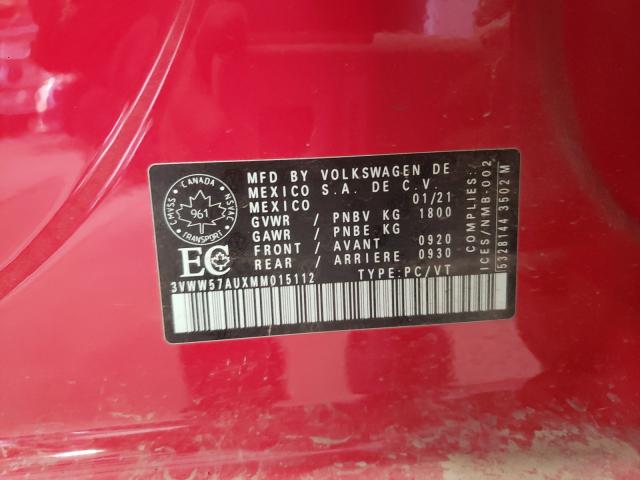 MFD BY VOLKSWAGEN DE
MEXICO S.A. DE C.V.
MEXICO 01/21
GVWR / PNBV KG 1800
GAWR / PNBE KG
FRONT / AVANT 0920
REAR / ARRIERE 0930
3VWW57AUXMM015112 TYPE:PC/VT
CANADA
CMVSS
NSVAC
961
TRANSPORT
EC
COMPLIES/
ICES/NMB-002
5328144 3502 M